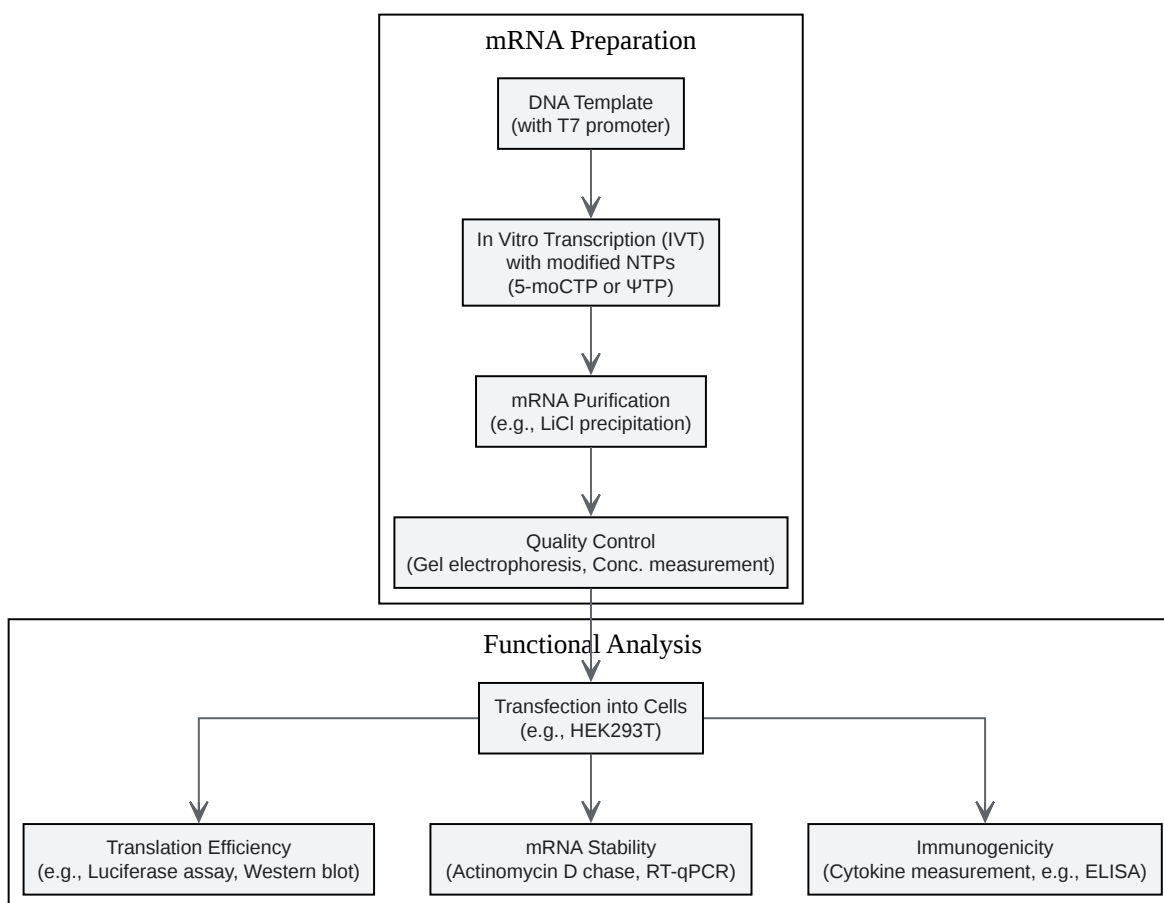 mRNA Preparation
DNA Template
(with T7 promoter)
In Vitro Transcription (IVT)
with modified NTPs
(5-moCTP or ΨTP)
mRNA Purification
(e.g., LiCl precipitation)
Quality Control
(Gel electrophoresis, Conc. measurement)
Functional Analysis
Transfection into Cells
(e.g., HEK293T)
Translation Efficiency
(e.g., Luciferase assay, Western blot)
mRNA Stability
(Actinomycin D chase, RT-qPCR)
Immunogenicity
(Cytokine measurement, e.g., ELISA)